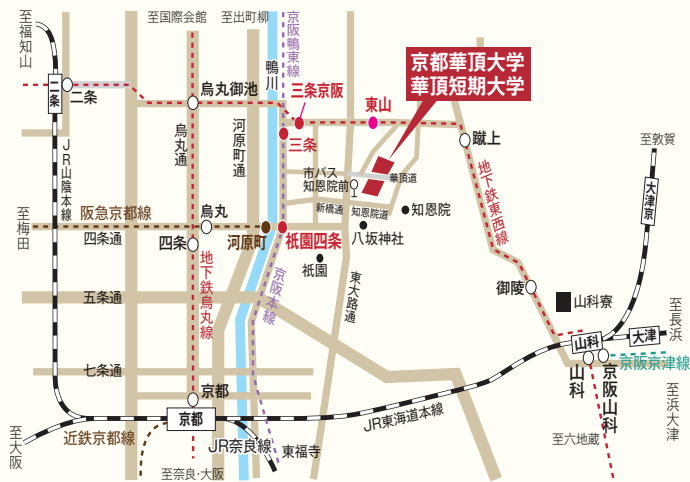 至福知山
至国際会館
至出町柳
京阪鴨東線
鴨川
京都華頂大学
華頂短期大学
二条
二条
烏丸御池
三条京阪
東山
三条
烏丸通
河原町通
蹴上
至敦賀
JR山陰本線
市バス
知恩院前
華頂道
地下鉄東西線
大津京
新橋通
知恩院道
知恩院
至梅田
阪急京都線
烏丸
四条通
四条
河原町
祇園四条
八坂神社
祇園
地下鉄烏丸線
京阪本線
東大路通
御陵
山科寮
五条通
至長浜
山科
大津
七条通
山科
京阪山科
京阪京津線
京都
京都
JR東海道本線
至浜大津
至大阪
近鉄京都線
JR奈良線
東福寺
至六地蔵
至奈良·大阪